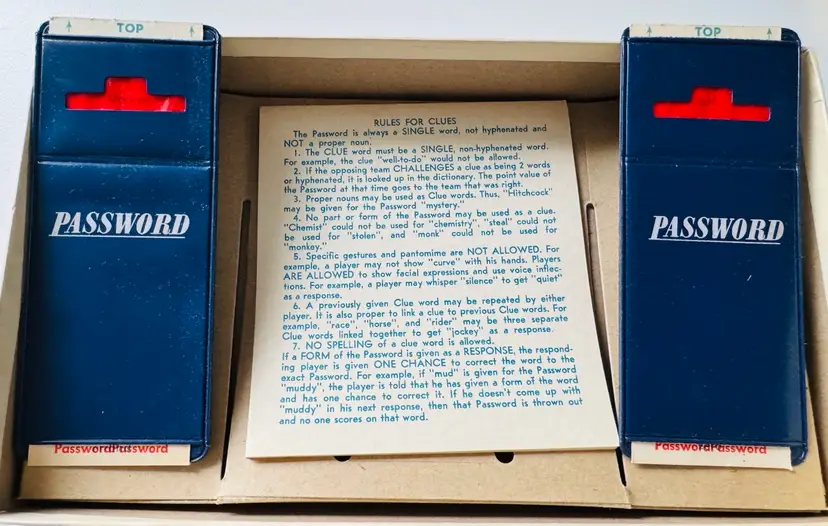 TOP
TOP
RULES FOR CLUES
The Password is always a SINGLE word, not hyphenated and
NOT a proper noun.
1. The CLUE word must be a SINGLE, non-hyphenated word.
For example, the clue "well-to-do" would not be allowed.
2. If the opposing team CHALLENGES a clue as being 2 words
or hyphenated, it is looked up in the dictionary. The point value of
the Password at that time goes to the team that was right.
3. Proper nouns may be used as Clue words. Thus, "Hitchcock"
may be given for the Password "mystery."
4. No part or form of the Password may be used as a clue.
"Chemist" could not be used for "chemistry", "steal" could not
be used for "stolen", and "monk" could not be used for
"monkey."
5. Specific gestures and pantomime are NOT ALLOWED. For
example, a player may not show "curve" with his hands. Players
ARE ALLOWED to show facial expressions and use voice inflec-
tions. For example, a player may whisper "silence" to get "quiet"
as a response.
6. A previously given Clue word may be repeated by either
player. It is also proper to link a clue to previous Clue words. For
example, "race", "horse", and "rider" may be three separate
Clue words linked together to get "jockey" as a response.
7. NO SPELLING of a clue word is allowed.
If a FORM of the Password is given as a RESPONSE, the respond-
ing player is given ONE CHANCE to correct the word to the
exact Password. For example, if "mud" is given for the Password
"muddy", the player is told that he has given a form of the word
and has one chance to correct it. If he doesn't come up with
"muddy" in his next response, then that Password is thrown out
and no one scores on that word.
PASSWORD
PASSWORD
PasswordPassword
PasswordPassword